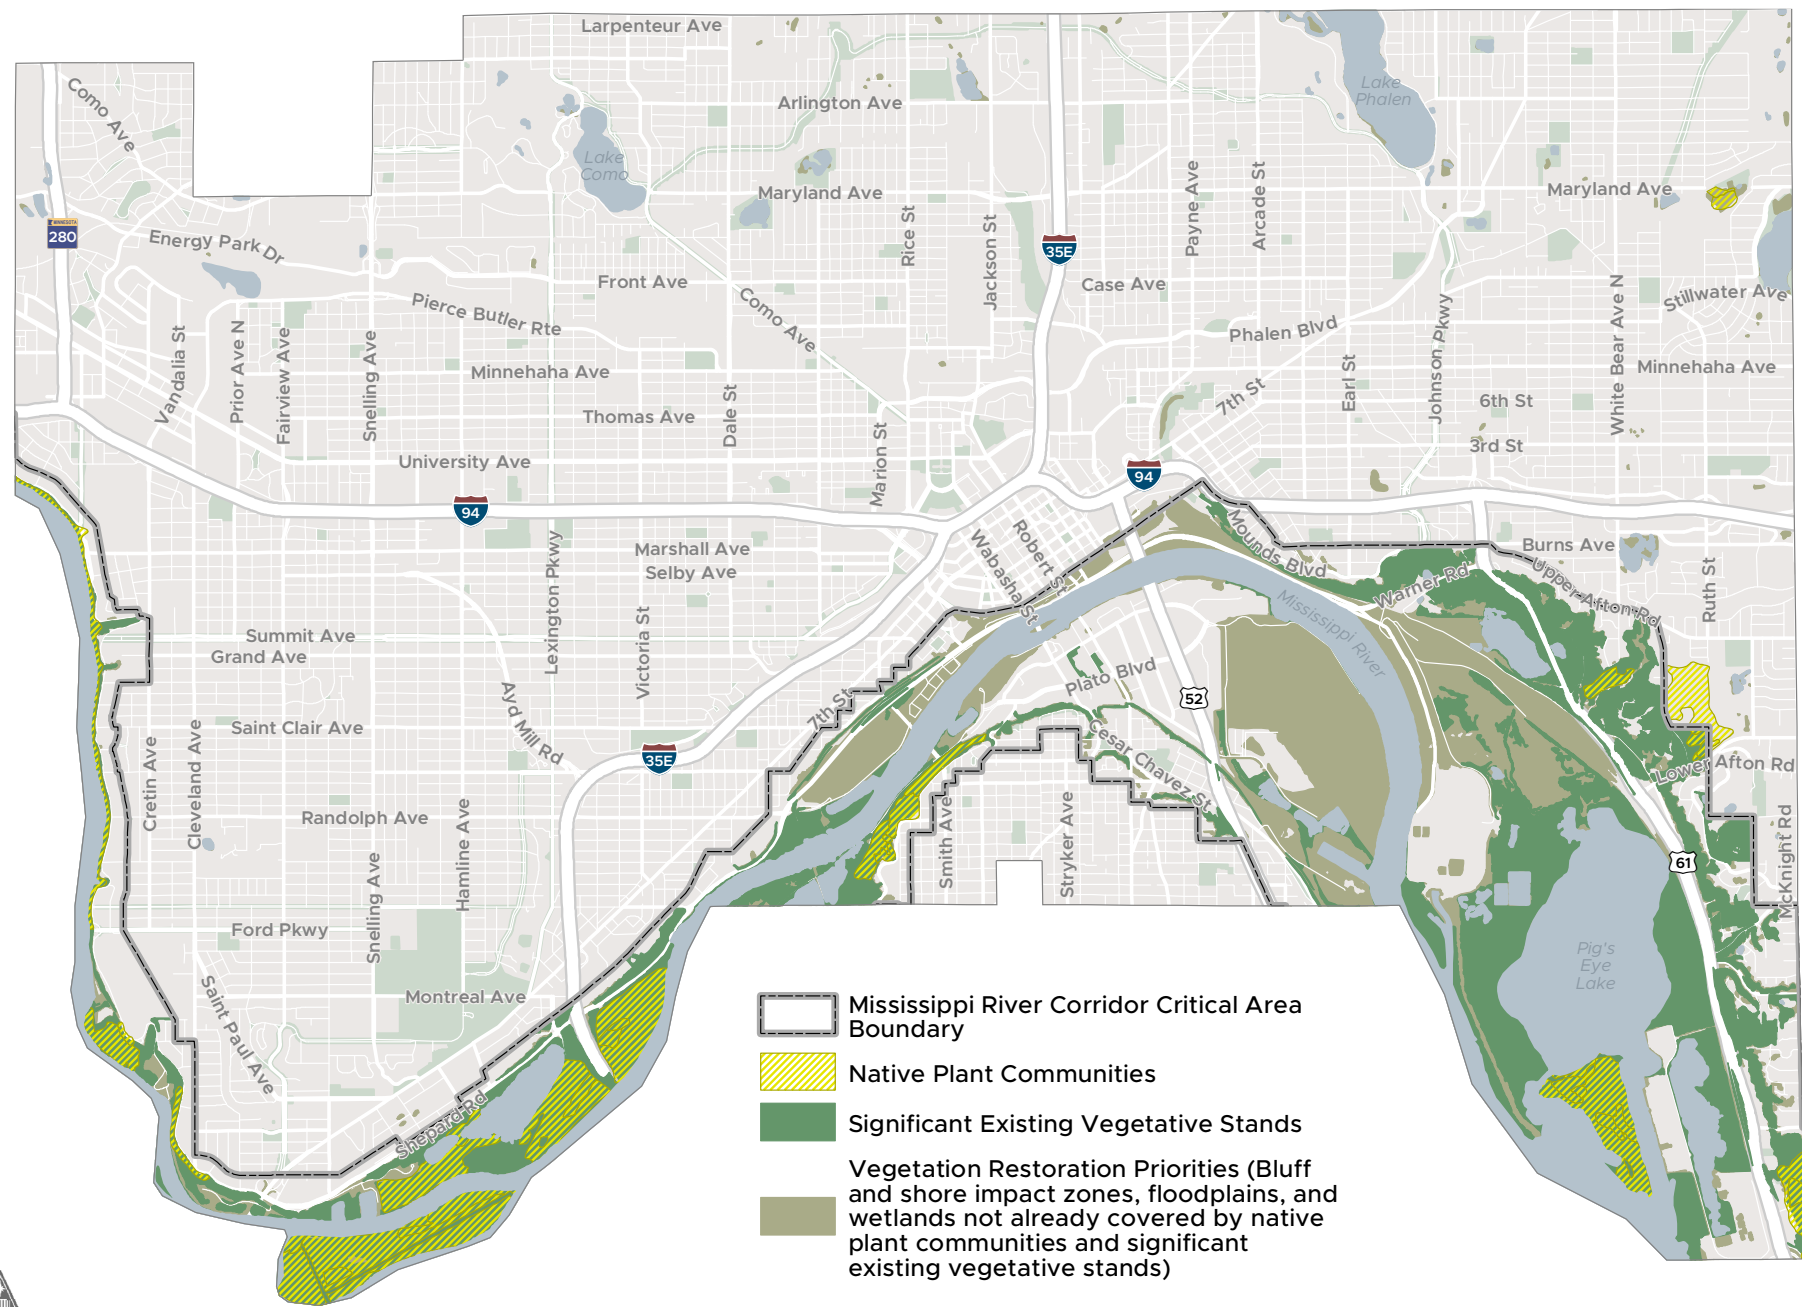 Larpenteur Ave
Como Ave
Lake
Phalen
Arlington Ave
Lake
Como
Maryland Ave
Maryland Ave
Payne Ave
Arcade St
Rice St
Jackson St
MINNESOTA
280
Energy Park Dr
35E
Front Ave
Case Ave
Como Ave
Pierce Butler Rte
Stillwater Ave
White Bear Ave N
Johnson Pkwy
Phalen Blvd
Vandalia St
Prior Ave N
Fairview Ave
Snelling Ave
Minnehaha Ave
Minnehaha Ave
Earl St
7th St
6th St
Dale St
Thomas Ave
Marion St
3rd St
University Ave
94
94
Marshall Ave
Selby Ave
Lexington Pkwy
Robert St
Wabasha St
Mounds Blvd
Burns Ave
Warner Rd
Upper Afton Rd
Ruth St
Mississippi River
Summit Ave
Grand Ave
Victoria St
Plato Blvd
52
7th St
Ayd Mill Rd
Saint Clair Ave
35E
Cretin Ave
Cleveland Ave
Cesar Chavez St
Lower Afton Rd
Randolph Ave
Hamline Ave
Smith Ave
Stryker Ave
61
McKnight Rd
Snelling Ave
Ford Pkwy
Pig's
Eye
Lake
Saint Paul Ave
Montreal Ave
Shepard Rd
Mississippi River Corridor Critical Area
Boundary
Native Plant Communities
Significant Existing Vegetative Stands
Vegetation Restoration Priorities (Bluff
and shore impact zones, floodplains, and
wetlands not already covered by native
plant communities and significant
existing vegetative stands)